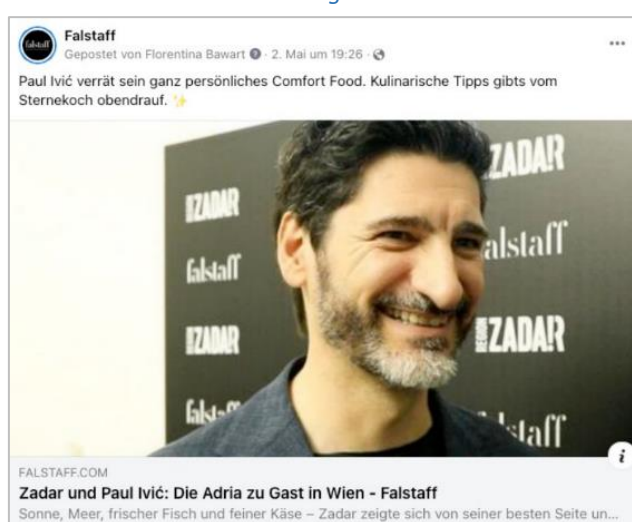 falstaff
Falstaff
Gepostet von Florentina Bawart · 2. Mai um 19:26 ·
Paul Ivić verrät sein ganz persönliches Comfort Food. Kulinarische Tipps gibts vom
Sternekoch obendrauf. ✨
ZADAR
ZADAR
falstaff
falstaff
ZADAR
REGION ZADAR
falstaff
falstaff
FALSTAFF.COM
Zadar und Paul Ivić: Die Adria zu Gast in Wien - Falstaff
Sonne, Meer, frischer Fisch und feiner Käse – Zadar zeigte sich von seiner besten Seite un...